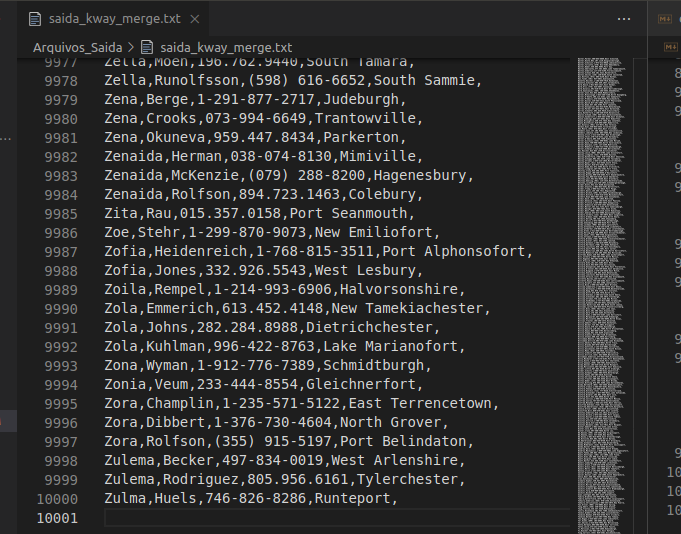 saida_kway_merge.txt
Arquivos_Saida > saida_kway_merge.txt
9977 Zella,Moen,196.762.9440,South Tamara,
9978 Zella,Runolfsson,(598) 616-6652,South Sammie,
9979 Zena,Berge,1-291-877-2717,Judeburgh,
9980 Zena,Crooks,073-994-6649,Trantowville,
9981 Zena,Okuneva,959.447.8434,Parkerton,
9982 Zenaida,Herman,038-074-8130,Mimiville,
9983 Zenaida,McKenzie,(079) 288-8200,Hagenesbury,
9984 Zenaida,Rolfson,894.723.1463,Colebury,
9985 Zita,Rau,015.357.0158,Port Seanmouth,
9986 Zoe,Stehr,1-299-870-9073,New Emiliofort,
9987 Zofia,Heidenreich,1-768-815-3511,Port Alphonsofort,
9988 Zofia,Jones,332.926.5543,West Lesbury,
9989 Zoila,Rempel,1-214-993-6906,Halvorsonshire,
9990 Zola,Emmerich,613.452.4148,New Tamekiachester,
9991 Zola,Johns,282.284.8988,Dietrichchester,
9992 Zola,Kuhlman,996-422-8763,Lake Marianofort,
9993 Zona,Wyman,1-912-776-7389,Schmidtburgh,
9994 Zonia,Veum,233-444-8554,Gleichnerfort,
9995 Zora,Champlin,1-235-571-5122,East Terrencetown,
9996 Zora,Dibbert,1-376-730-4604,North Grover,
9997 Zora,Rolfson,(355) 915-5197,Port Belindaton,
9998 Zulema,Becker,497-834-0019,West Arlenshire,
9999 Zulema,Rodriguez,805.956.6161,Tylerchester,
10000 Zulma,Huels,746-826-8286,Runteport,
10001